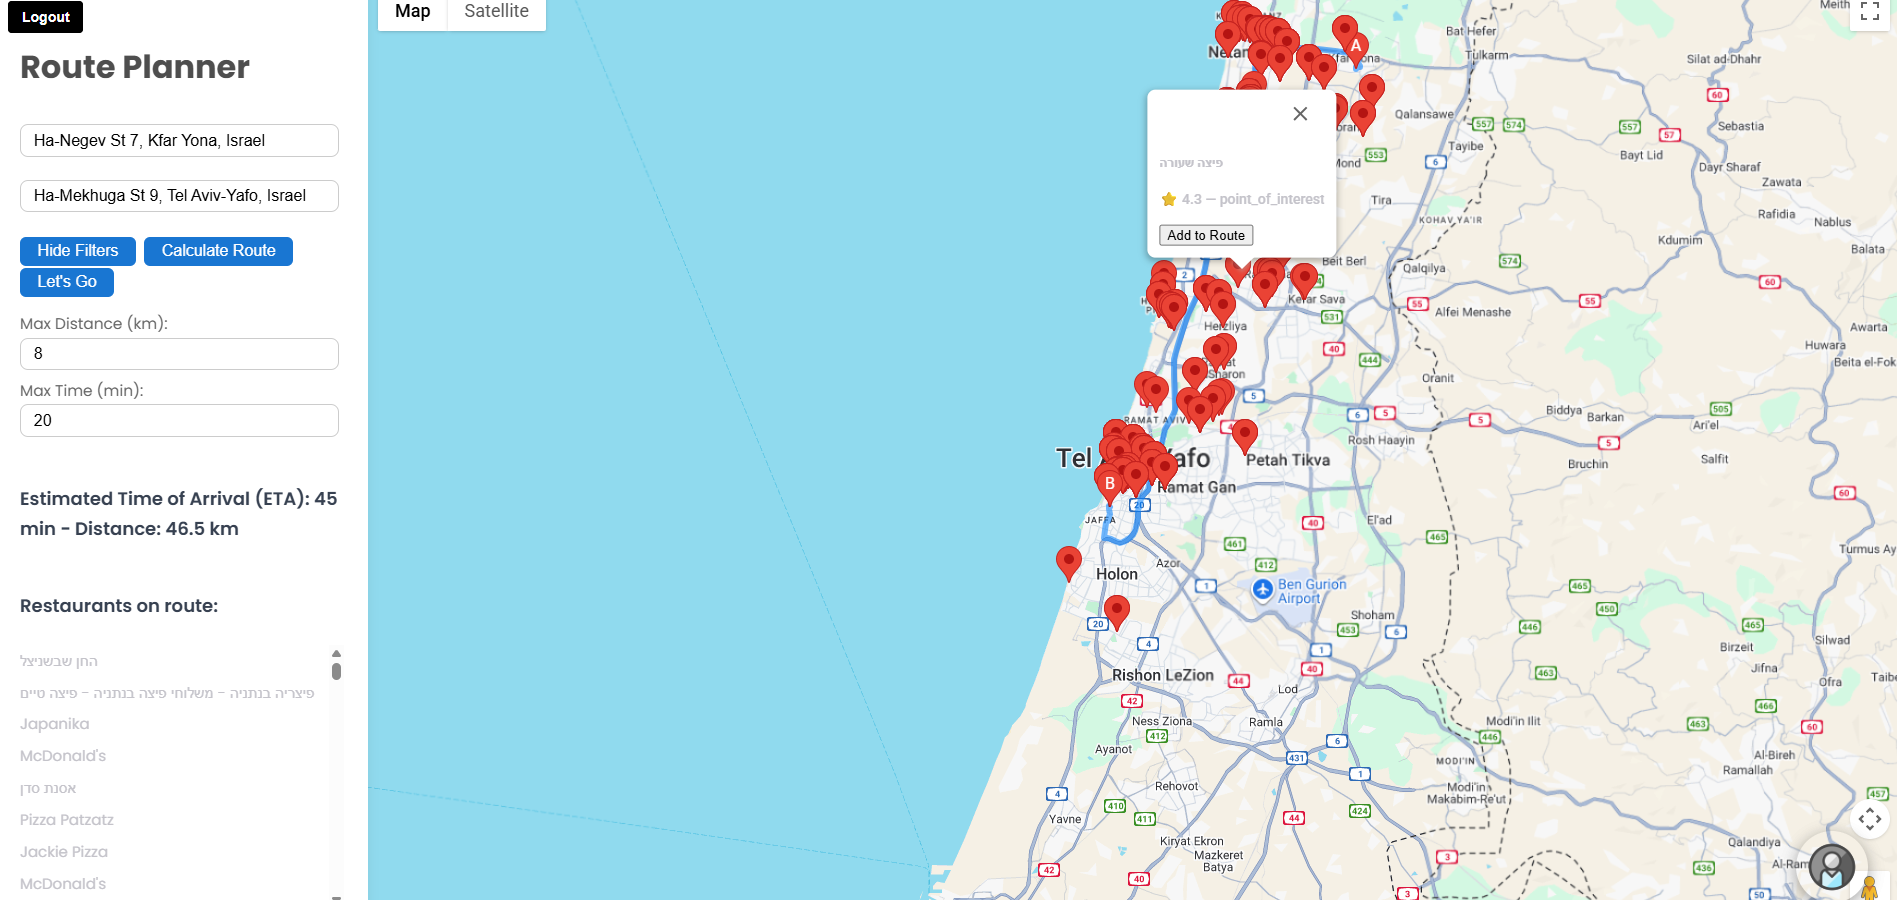 Logout
Route Planner
Ha-Negev St 7, Kfar Yona, Israel
Ha-Mekhuga St 9, Tel Aviv-Yafo, Israel
Hide Filters
Calculate Route
Let's Go
Max Distance (km):
8
Max Time (min):
20
Estimated Time of Arrival (ETA): 45
min - Distance: 46.5 km
Restaurants on route:
החן שבשניצל
פיצריה בנתניה - משלוחי פיצה בנתניה - פיצה טיים
Japanika
McDonald's
אסנת סדן
Pizza Patzatz
Jackie Pizza
McDonald's
Map
Satellite
פיצה שעורה
4.3 — point_of_interest
Add to Route
A
B
Bat Hefer
Tulkarm
Silat ad-Dhahr
Qalansawe
Sebastia
Tayibe
Bayt Lid
Dayr Sharaf
Zawata
Mond
Tira
KOHAV YA'IR
Rafidia
Nablus
Balata
Kdumim
Beit Berl
Qalqilya
Kefar Sava
Alfei Menashe
Awarta
Huwara
Beita el-Fok
Herzliya
Sharon
Oranit
Biddya
Barkan
Ari'el
RAMAT AVIV
Rosh Haayin
Tel
Yafo
Petah Tikva
Bruchin
Salfit
Ramat Gan
JAFFA
El'ad
Turmus Ay
Azor
Holon
Ben Gurion
Airport
Shoham
Silwad
Birzeit
Jifna
Ofra
Taibe
Rishon LeZion
Lod
Ness Ziona
Ramla
Modi'in Ilit
Ayanot
MODI'IN
Al-Bireh
Ramallah
Rehovot
Modi'in
Makabim-Re'ut
Yavne
Kiryat Ekron
Mazkeret
Batya
Qalandiya
Al-Ram
Meith
60
557
574
557
57
553
6
574
60
2
55
55
531
40
444
5
6
5
5
505
5
60
20
40
465
461
412
1
465
450
20
453
6
446
465
4
1
40
463
44
42
466
412
463
60
6
446
431
1
4
410
411
424
44
457
3
42
40
436
3
50